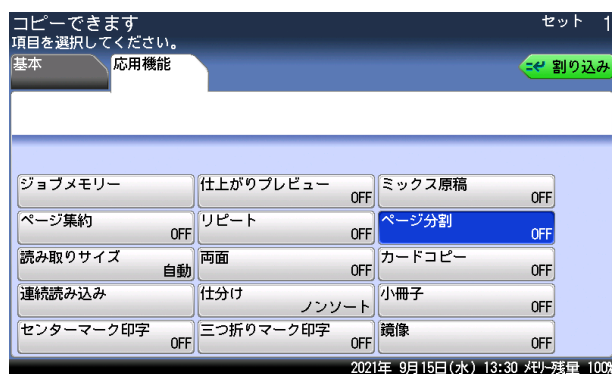 コピーできます
セット 1
項目を選択してください。
基本
応用機能
割り込み
ジョブメモリー
仕上がりプレビュー
OFF
ミックス原稿
OFF
ページ集約
OFF
リピート
OFF
ページ分割
OFF
読み取りサイズ
自動
両面
OFF
カードコピー
OFF
連続読み込み
仕分け
ノンソート
小冊子
OFF
センターマーク印字
OFF
三つ折りマーク印字
OFF
鏡像
OFF
2021年 9月15日(水) 13:30 メモリー残量 100%